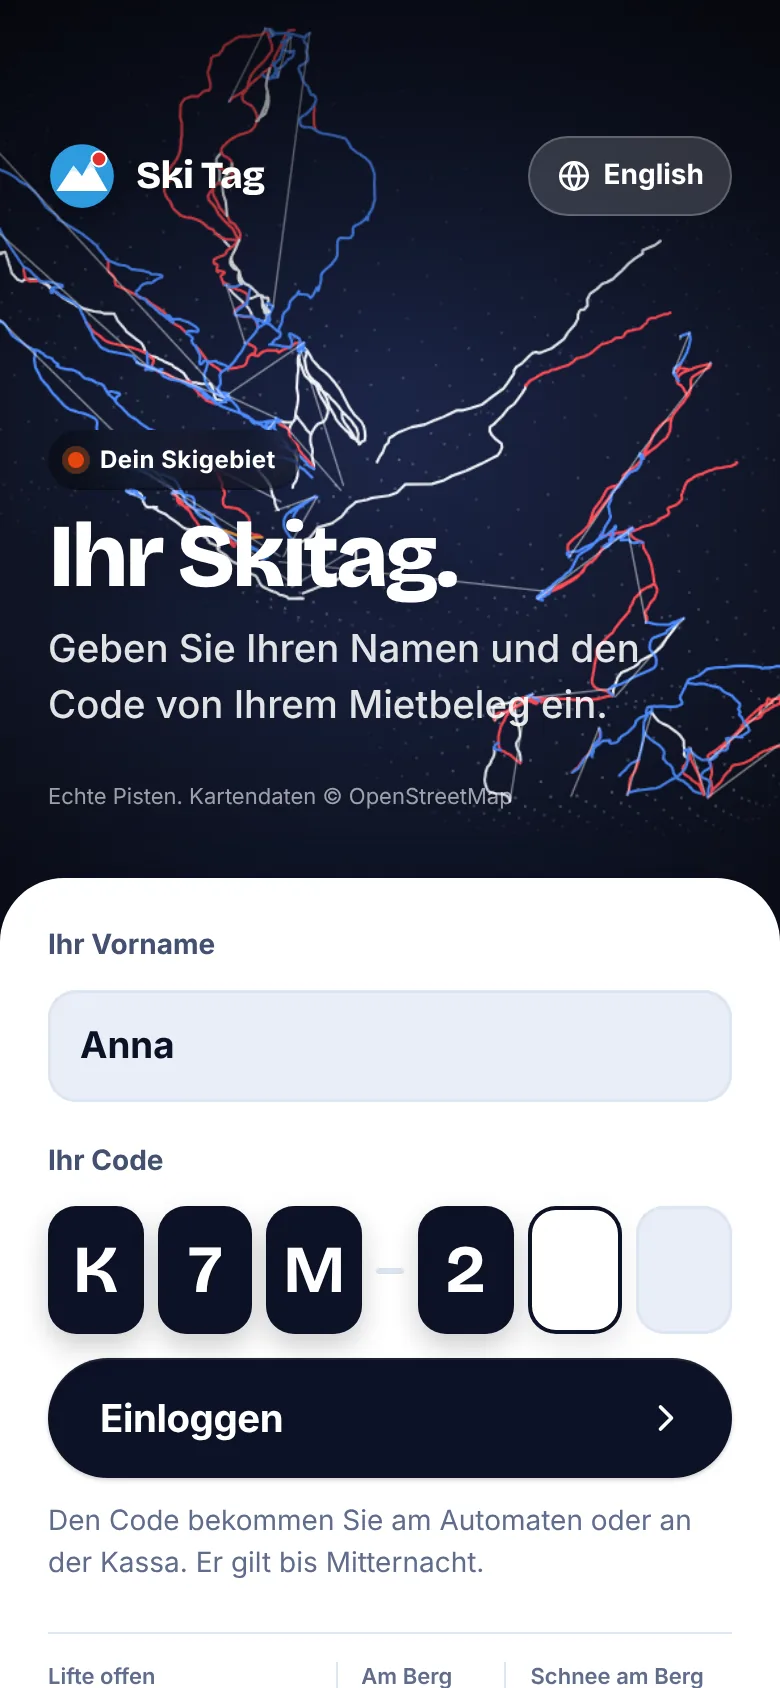 Ski Tag
English
Dein Skigebiet
Ihr Skitag.
Geben Sie Ihren Namen und den
Code von Ihrem Mietbeleg ein.
Echte Pisten. Kartendaten © OpenStreetMap
Ihr Vorname
Anna
Ihr Code
K 7 M – 2
Einloggen
Den Code bekommen Sie am Automaten oder an
der Kassa. Er gilt bis Mitternacht.
Lifte offen Am Berg Schnee am Berg